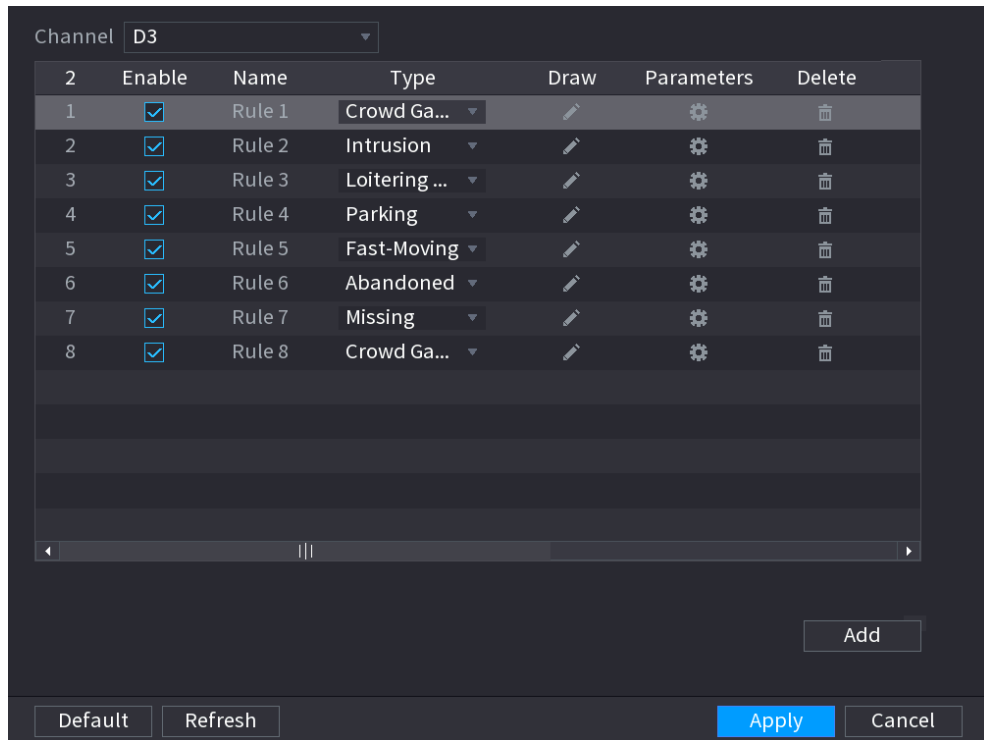 Channel D3
2 Enable Name Type Draw Parameters Delete
1 Rule 1 Crowd Ga...
2 Rule 2 Intrusion
3 Rule 3 Loitering ...
4 Rule 4 Parking
5 Rule 5 Fast-Moving
6 Rule 6 Abandoned
7 Rule 7 Missing
8 Rule 8 Crowd Ga...
Add
Default Refresh Apply Cancel